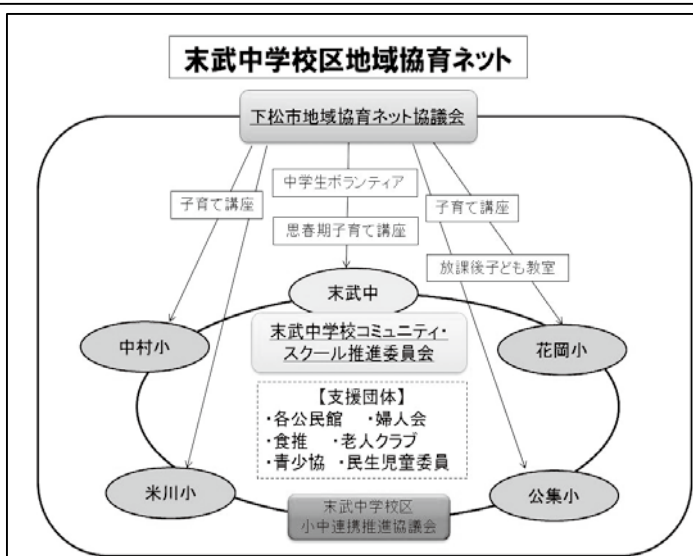 末武中学校区地域協育ネット
下松市地域協育ネット協議会
中学生ボランティア
子育て講座
子育て講座
思春期子育て講座
放課後子ども教室
末武中
中村小
末武中学校コミュニティ・
スクール推進委員会
花岡小
【支援団体】
・各公民館 ・婦人会
・食推 ・老人クラブ
・青少協 ・民生児童委員
米川小
公集小
末武中学校区
小中連携推進協議会